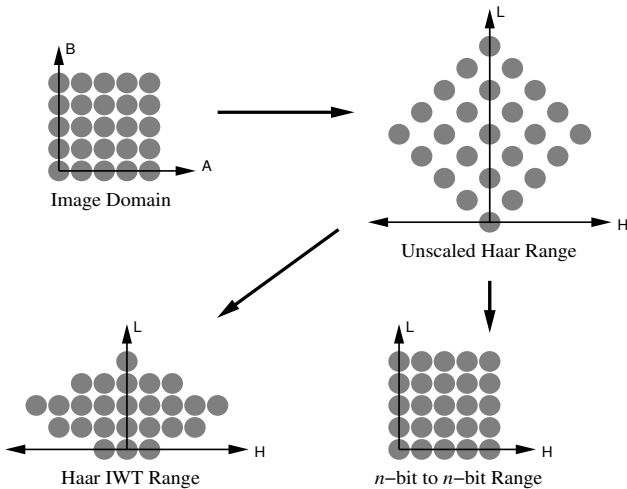 L
B
A
Image Domain
H
Unscaled Haar Range
L
L
H
H
Haar IWT Range
n−bit to n−bit Range